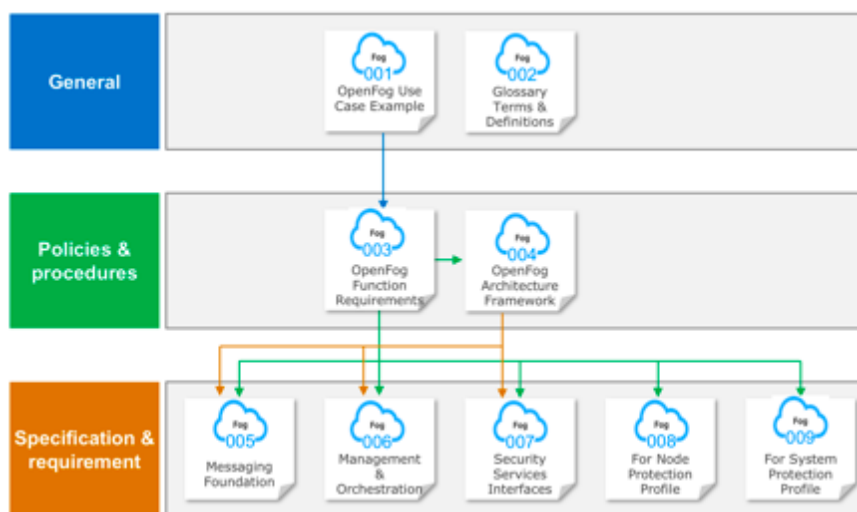 General
Fog
001
OpenFog Use
Case Example
Fog
002
Glossary
Terms &
Definitions
Policies &
procedures
Fog
003
OpenFog
Function
Requirements
Fog
004
OpenFog
Architecture
Framework
Specification &
requirement
Fog
005
Messaging
Foundation
Fog
006
Management
&
Orchestration
Fog
007
Security
Services
Interfaces
Fog
008
For Node
Protection
Profile
Fog
009
For System
Protection
Profile